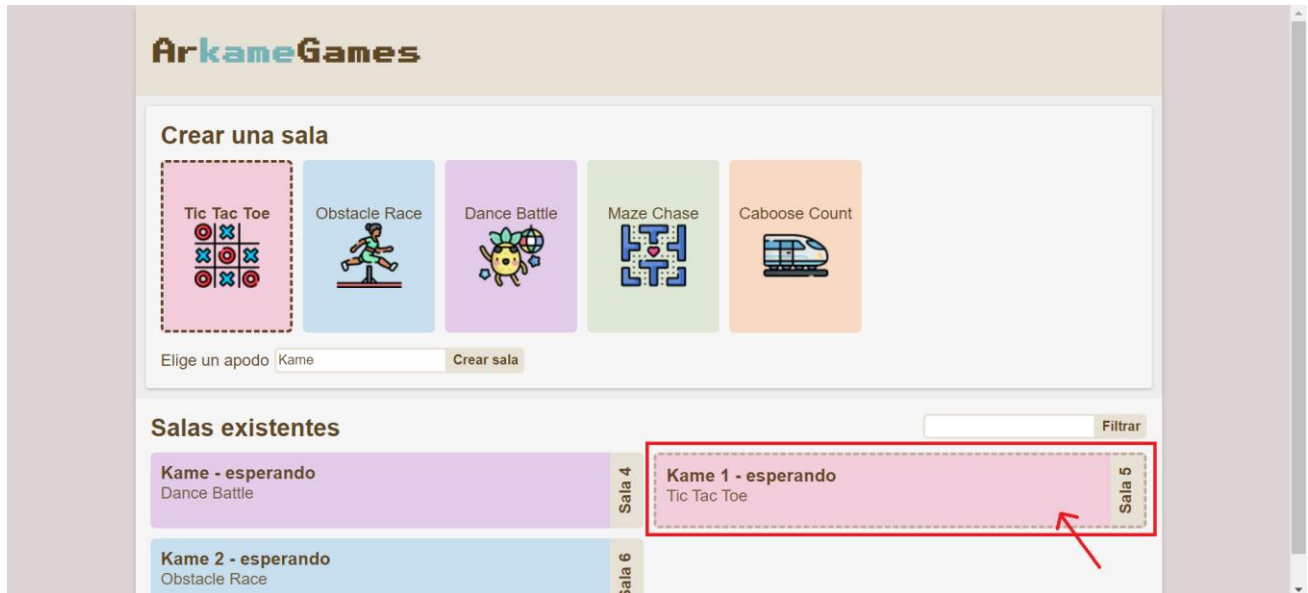 ArkameGames
Crear una sala
Tic Tac Toe
Obstacle Race
Dance Battle
Maze Chase
Caboose Count
Elige un apodo
Kame
Crear sala
Salas existentes
Filtrar
Kame - esperando
Dance Battle
Sala 4
Kame 1 - esperando
Tic Tac Toe
Sala 5
Kame 2 - esperando
Obstacle Race
Sala 6